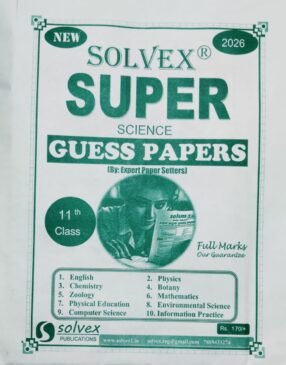 NEW
2026
SOLVEX®
SUPER
SCIENCE
GUESS PAPERS
(By: Expert Paper Setters)
11th
Class
Full Marks
Our Guarantee
1. English
2. Physics
3. Chemistry
4. Botany
5. Zoology
6. Mathematics
7. Physical Education
8. Environmental Science
9. Computer Science
10. Information Practice
solvex
PUBLICATIONS
Rs. 170/+